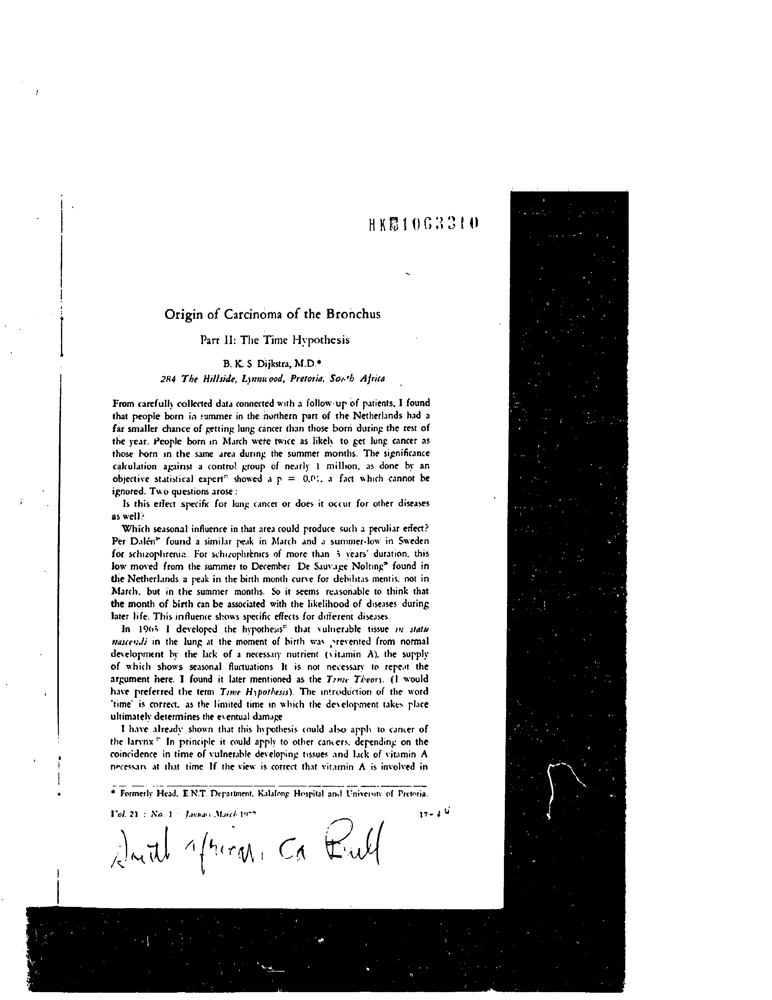 HK 1063310
Origin of Carcinoma of the Bronchus
Part II: The Time Hypothesis
B. K. S Dijkstra, M.D.*
284 The Hillside, Lynnwood, Pretoria, South Africa
From carefully collected data connected with a follow-up of patients, I found
that people born in summer in the northern part of the Netherlands had a
far smaller chance of getting lung cancer than those born during the rest of
the year. People born in March were twice as likely to get lung cancer as
those born in the same area during the summer months. The significance
calculation against a control group of nearly 1 million, as done by an
objective statistical expert showed a p = 0,01, a fact which cannot be
ignored. Two questions arose:
Is this effect specific for lung cancer or does it occur for other diseases
as well?
Which seasonal influence in that area could produce such a peculiar effect?
Per Dalén found a similar peak in March and a summer-low in Sweden
for schizophrenia. For schizophrenics of more than 3 years' duration, this
low moved from the summer to December De Sauvage Nolting found in
the Netherlands a peak in the birth month curve for debilitas mentis, not in
March, but in the summer months. So it seems reasonable to think that
the month of birth can be associated with the likelihood of diseases during
later life. This influence shows specific effects for different diseases.
In 1963 I developed the hypothesis that vulnerable tissue in statu
nascendi in the lung at the moment of birth was prevented from normal
development by the lack of a necessary nutrient (vitamin A), the supply
of which shows seasonal fluctuations It is not necessary to repeat the
argument here. I found it later mentioned as the Time Theory. (I would
have preferred the term Time Hypothesis). The introduction of the word
'time' is correct, as the limited time in which the development takes place
ultimately determines the eventual damage
I have already shown that this hypothesis could also apply to cancer of
the larynx In principle it could apply to other cancers, depending on the
coincidence in time of vulnerable developing tissues and lack of vitamin A
necessary at that time If the view is correct that vitamin A is involved in
* Formerly Head, E.N.T. Department, Kalafong Hospital and University of Pretoria.
Vol. 21 : No. 1 January March
17-
South African Ca Bull